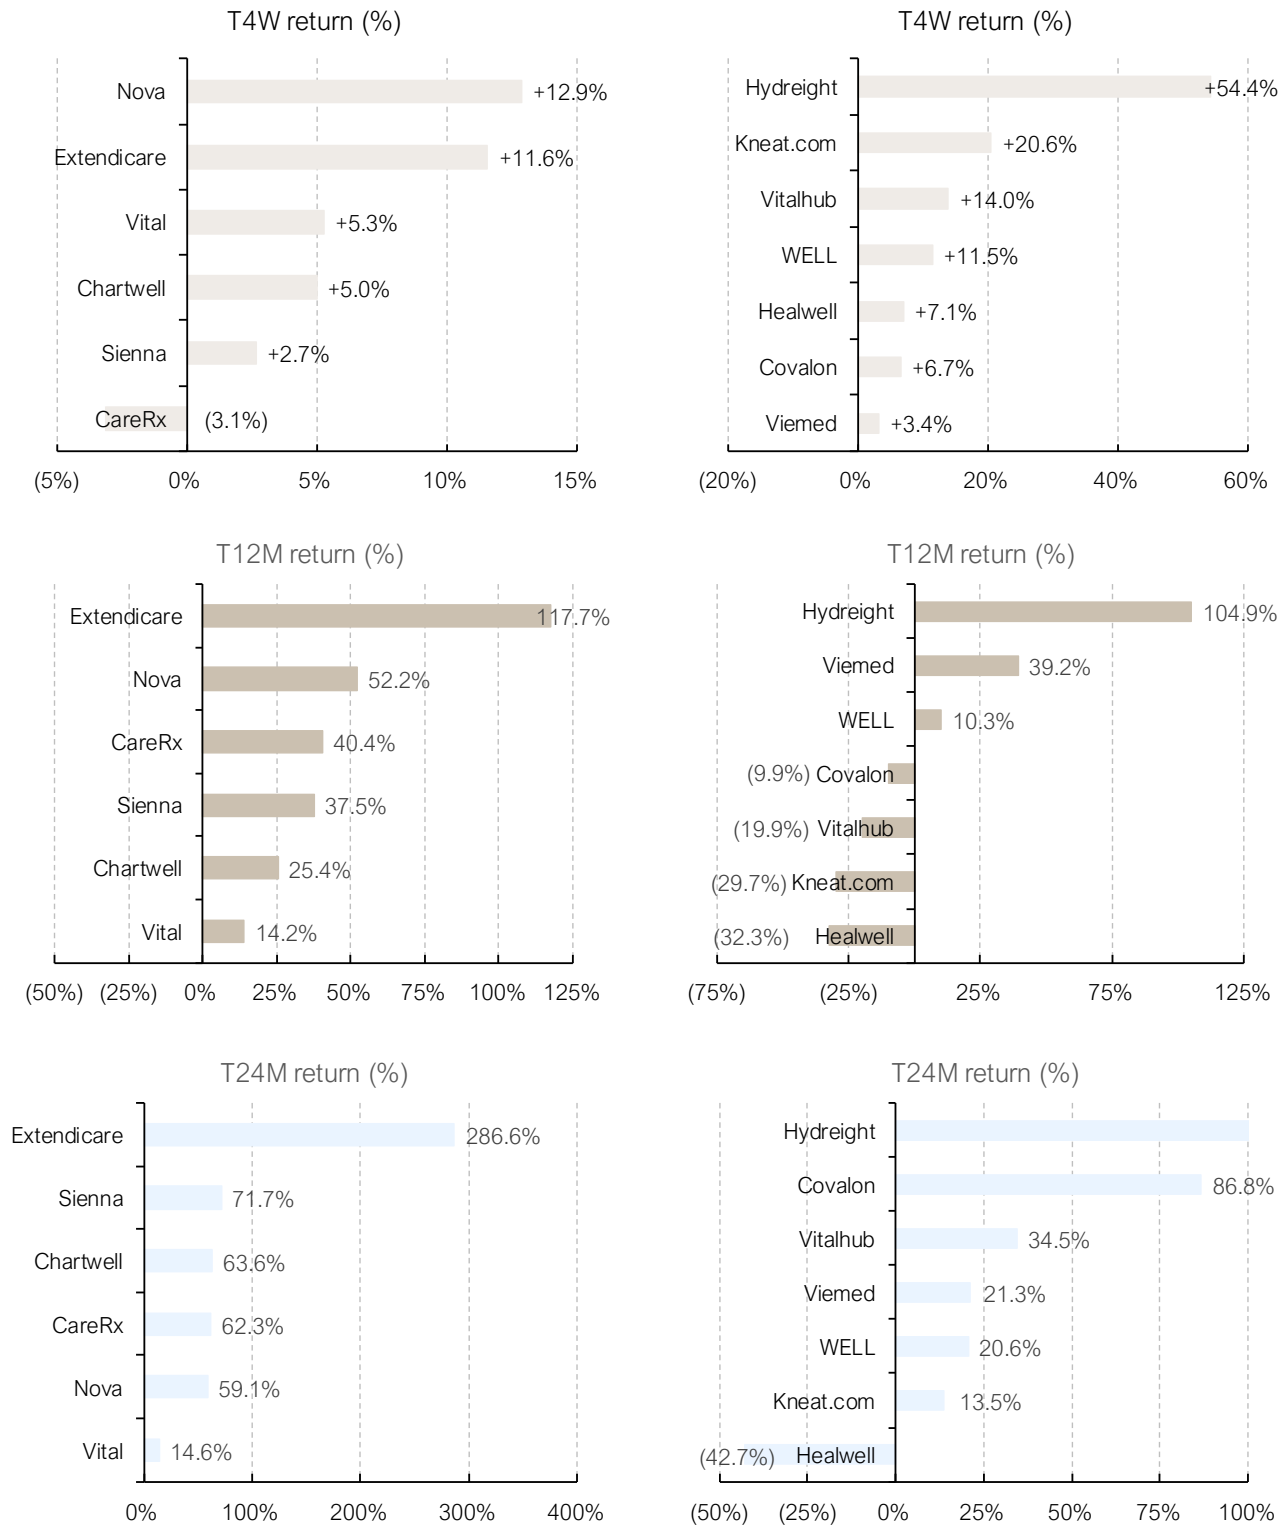 T4W return (%)
Nova +12.9%
Extendicare +11.6%
Vital +5.3%
Chartwell +5.0%
Sienna +2.7%
CareRx (3.1%)
(5%) 0% 5% 10% 15%
T4W return (%)
Hydreight +54.4%
Kneat.com +20.6%
Vitalhub +14.0%
WELL +11.5%
Healwell +7.1%
Covalon +6.7%
Viemed +3.4%
(20%) 0% 20% 40% 60%
T12M return (%)
Extendicare 117.7%
Nova 52.2%
CareRx 40.4%
Sienna 37.5%
Chartwell 25.4%
Vital 14.2%
(50%) (25%) 0% 25% 50% 75% 100% 125%
T12M return (%)
Hydreight 104.9%
Viemed 39.2%
WELL 10.3%
(9.9%) Covalon
(19.9%) Vitalhub
(29.7%) Kneat.com
(32.3%) Healwell
(75%) (25%) 25% 75% 125%
T24M return (%)
Extendicare 286.6%
Sienna 71.7%
Chartwell 63.6%
CareRx 62.3%
Nova 59.1%
Vital 14.6%
0% 100% 200% 300% 400%
T24M return (%)
Hydreight
Covalon 86.8%
Vitalhub 34.5%
Viemed 21.3%
WELL 20.6%
Kneat.com 13.5%
(42.7%) Healwell
(50%) (25%) 0% 25% 50% 75% 100%